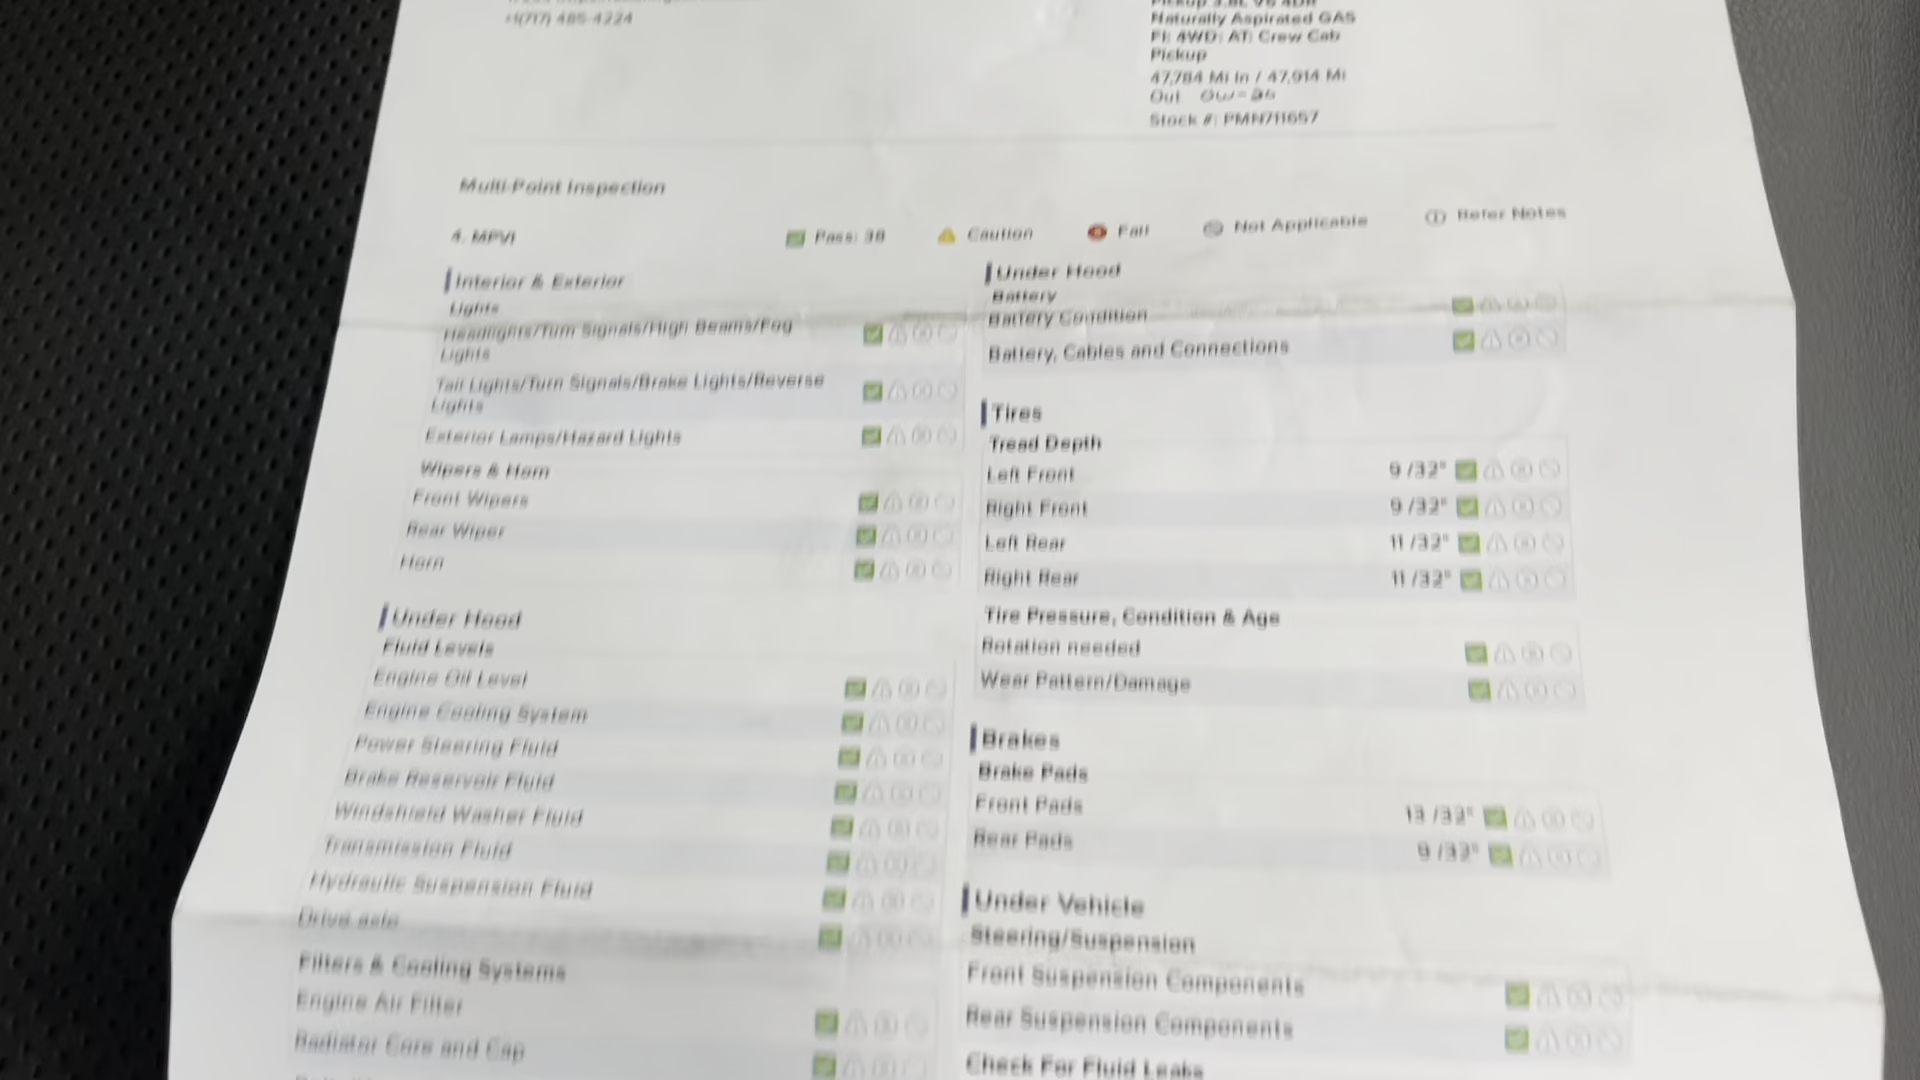 +1(717) 485-4224
Pickup 3.8L V6 4DR
Naturally Aspirated GAS
FI: 4WD: AT: Crew Cab
Pickup
47,784 Mi In / 47,914 Mi
Out
Stock #: PMN711657
Multi-Point Inspection
4. MPVI
Pass: 38
Caution
Fail
Not Applicable
Refer Notes
Interior & Exterior
Lights
Headlights/Turn Signals/High Beams/Fog
Lights
Tail Lights/Turn Signals/Brake Lights/Reverse
Lights
Exterior Lamps/Hazard Lights
Wipers & Horn
Front Wipers
Rear Wiper
Horn
Under Hood
Fluid Levels
Engine Oil Level
Engine Cooling System
Power Steering Fluid
Brake Reservoir Fluid
Windshield Washer Fluid
Transmission Fluid
Hydraulic Suspension Fluid
Drive axle
Filters & Cooling Systems
Engine Air Filter
Radiator Core and Cap
Under Hood
Battery
Battery Condition
Battery, Cables and Connections
Tires
Tread Depth
Left Front 9 /32"
Right Front 9 /32"
Left Rear 11 /32"
Right Rear 11 /32"
Tire Pressure, Condition & Age
Rotation needed
Wear Pattern/Damage
Brakes
Brake Pads
Front Pads 13 /32"
Rear Pads 9 /32"
Under Vehicle
Steering/Suspension
Front Suspension Components
Rear Suspension Components
Check For Fluid Leaks